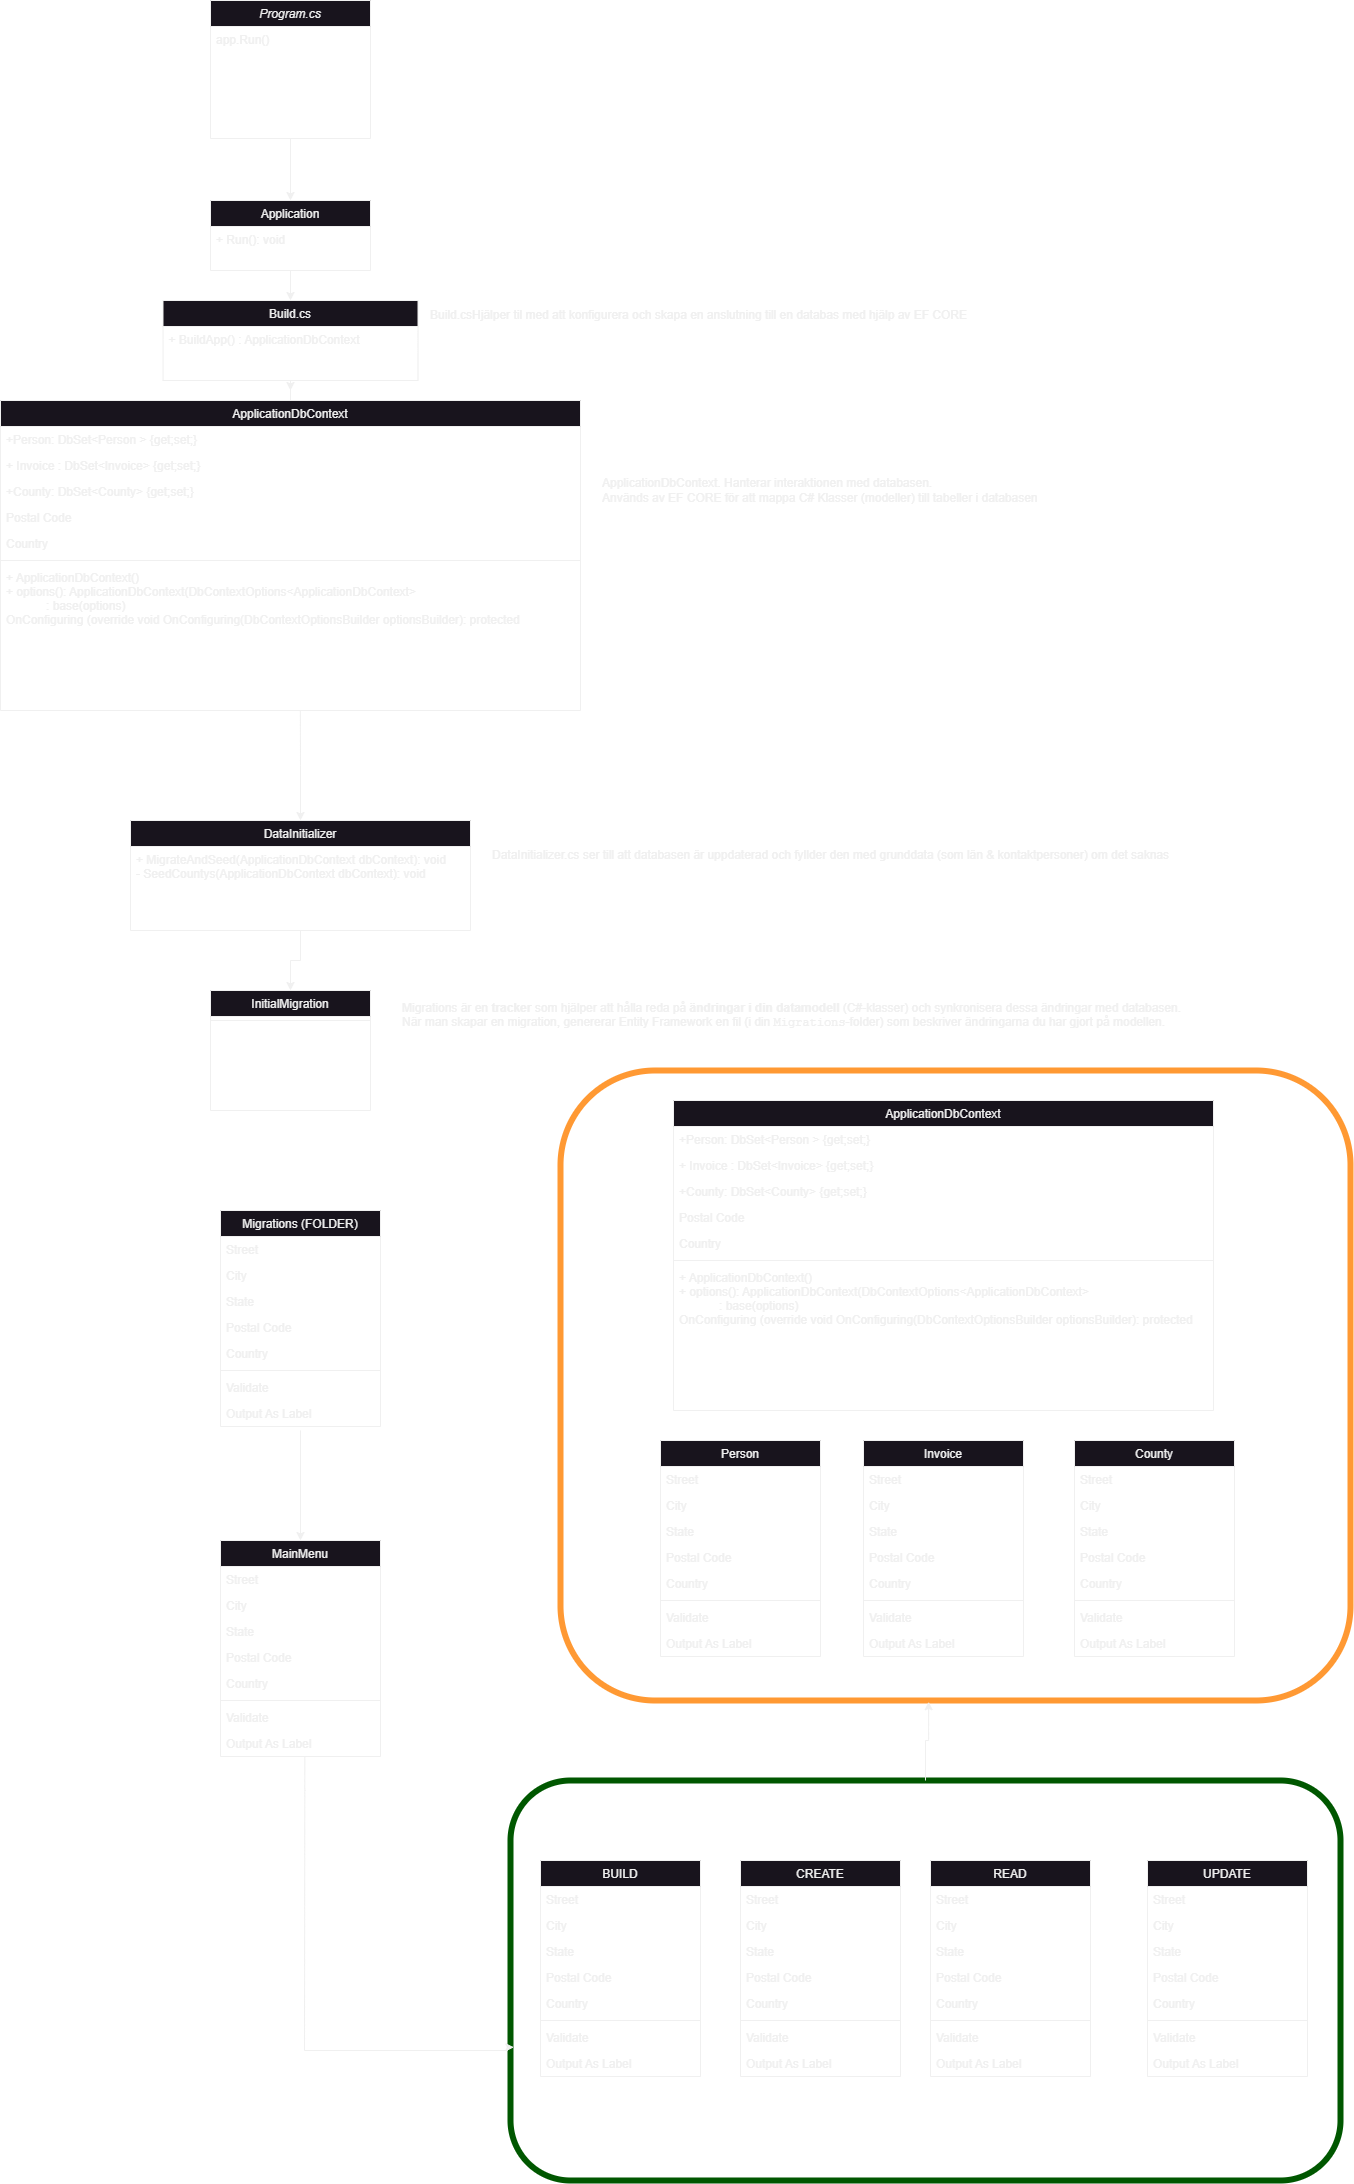 Program.cs
app.Run()
Application
+ Run(): void
Build.cs
+ BuildApp() : ApplicationDbContext
Build.csHjälper til med att konfigurera och skapa en anslutning till en databas med hjälp av EF CORE
ApplicationDbContext
+Person: DbSet<Person > {get;set;}
+ Invoice : DbSet<Invoice> {get;set;}
+County: DbSet<County> {get;set;}
Postal Code
Country
+ ApplicationDbContext()
+ options(): ApplicationDbContext(DbContextOptions<ApplicationDbContext>
: base(options)
OnConfiguring (override void OnConfiguring(DbContextOptionsBuilder optionsBuilder): protected
ApplicationDbContext, Hanterar interaktionen med databasen.
Används av EF CORE för att mappa C# Klasser (modeller) till tabeller i databasen
DataInitializer
+ MigrateAndSeed(ApplicationDbContext dbContext): void
- SeedCountys(ApplicationDbContext dbContext): void
DataInitializer.cs ser till att databasen är uppdaterad och fyllder den med grunddata (som län & kontaktpersoner) om det saknas.
InitialMigration
Migrations är en tracker som hjälper att hålla reda på ändringar i din datamodell (C#-klasser) och synkronisera dessa ändringar med databasen.
När man skapar en migration, genererar Entity Framework en fil (i din Migrations-folder) som beskriver ändringarna du har gjort på modellen.
ApplicationDbContext
+Person: DbSet<Person > {get;set;}
+ Invoice : DbSet<Invoice> {get;set;}
+County: DbSet<County> {get;set;}
Postal Code
Country
+ ApplicationDbContext()
+ options(): ApplicationDbContext(DbContextOptions<ApplicationDbContext>
: base(options)
OnConfiguring (override void OnConfiguring(DbContextOptionsBuilder optionsBuilder): protected
Migrations (FOLDER)
Street
City
State
Postal Code
Country
Validate
Output As Label
Person
Street
City
State
Postal Code
Country
Validate
Output As Label
Invoice
Street
City
State
Postal Code
Country
Validate
Output As Label
County
Street
City
State
Postal Code
Country
Validate
Output As Label
MainMenu
Street
City
State
Postal Code
Country
Validate
Output As Label
BUILD
Street
City
State
Postal Code
Country
Validate
Output As Label
CREATE
Street
City
State
Postal Code
Country
Validate
Output As Label
READ
Street
City
State
Postal Code
Country
Validate
Output As Label
UPDATE
Street
City
State
Postal Code
Country
Validate
Output As Label